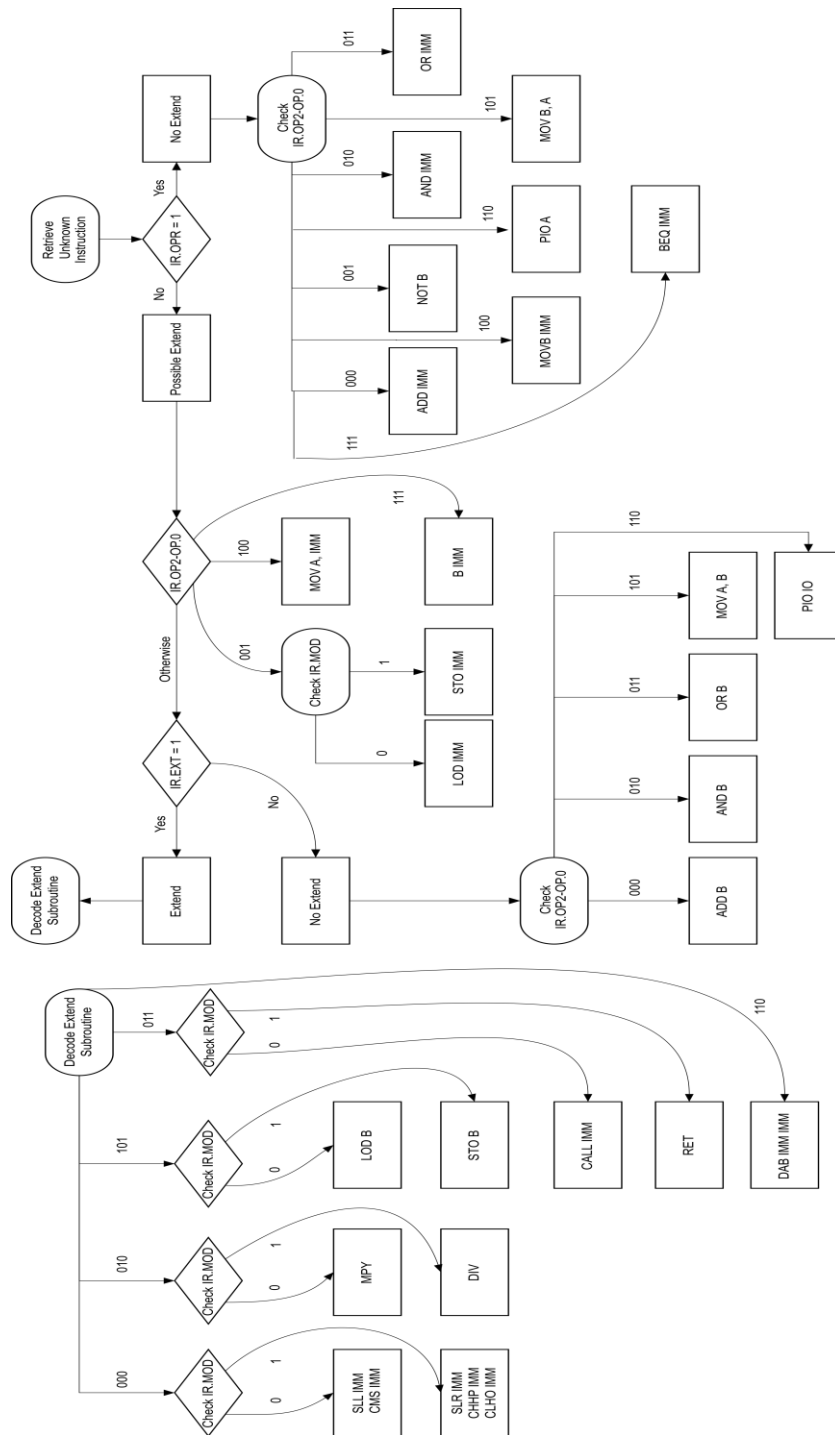 Retrieve
Unknown
Instruction
IR.OPR = 1
No
Yes
Possible Extend
No Extend
Check
IR.OP2-OP.0
111
000
001
010
011
100
110
101
ADD IMM
NOT B
AND IMM
OR IMM
MOVB IMM
PIO A
MOV B, A
BEQ IMM
IR.OP2-OP.0
Otherwise
001
100
111
Check IR.MOD
0
1
MOV A, IMM
LOD IMM
STO IMM
B IMM
IR.EXT = 1
Yes
No
Extend
Decode Extend
Subroutine
No Extend
Check
IR.OP2-OP.0
000
010
011
101
110
ADD B
AND B
OR B
MOV A, B
PIO IO
Decode Extend
Subroutine
000
010
101
011
110
Check IR.MOD
Check IR.MOD
Check IR.MOD
Check IR.MOD
0
1
0
1
0
1
0
1
SLL IMM
CMS IMM
SLR IMM
CHHP IMM
CLHO IMM
MPY
DIV
LOD B
STO B
CALL IMM
RET
DAB IMM IMM